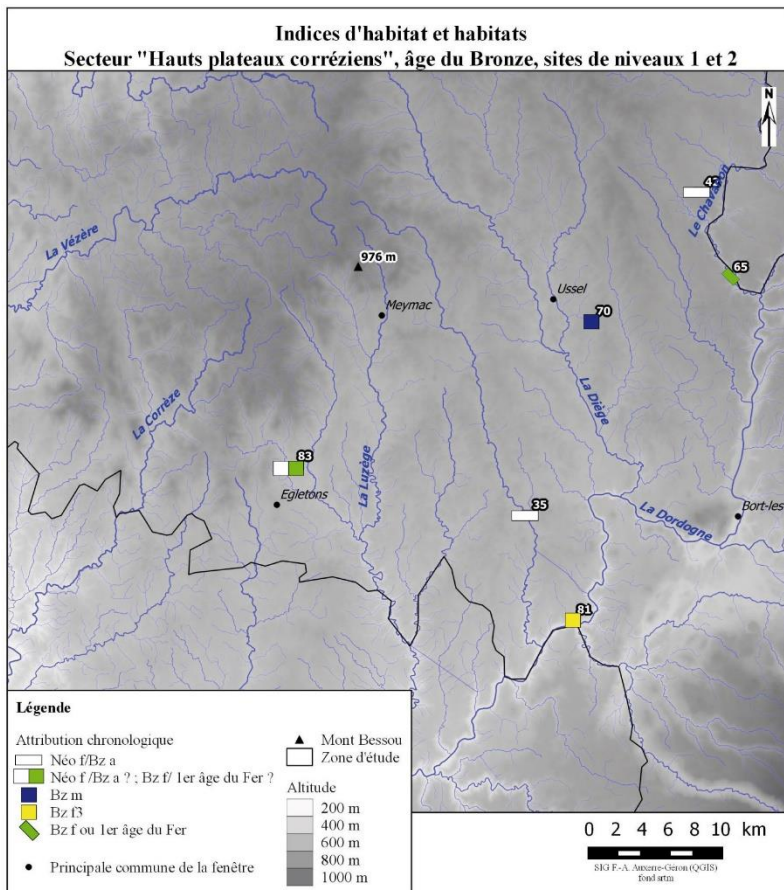 Indices d'habitat et habitats
Secteur "Hauts plateaux corréziens", âge du Bronze, sites de niveaux 1 et 2
N
Le Chavanon
La Vézère
976 m
65
Ussel
Meymac
70
La Corrèze
La Diège
83
La Luzège
Egletons
35
La Dordogne
Bort-les
81
Légende
Attribution chronologique
Néo f/Bz a
Néo f /Bz a ? ; Bz f/ 1er âge du Fer ?
Bz m
Bz f3
Bz f ou 1er âge du Fer
Principale commune de la fenêtre
Mont Bessou
Zone d'étude
Altitude
200 m
400 m
600 m
800 m
1000 m
0 2 4 6 8 10 km
SIG F.-A. Auxerre-Géron (QGIS)
fond srtm